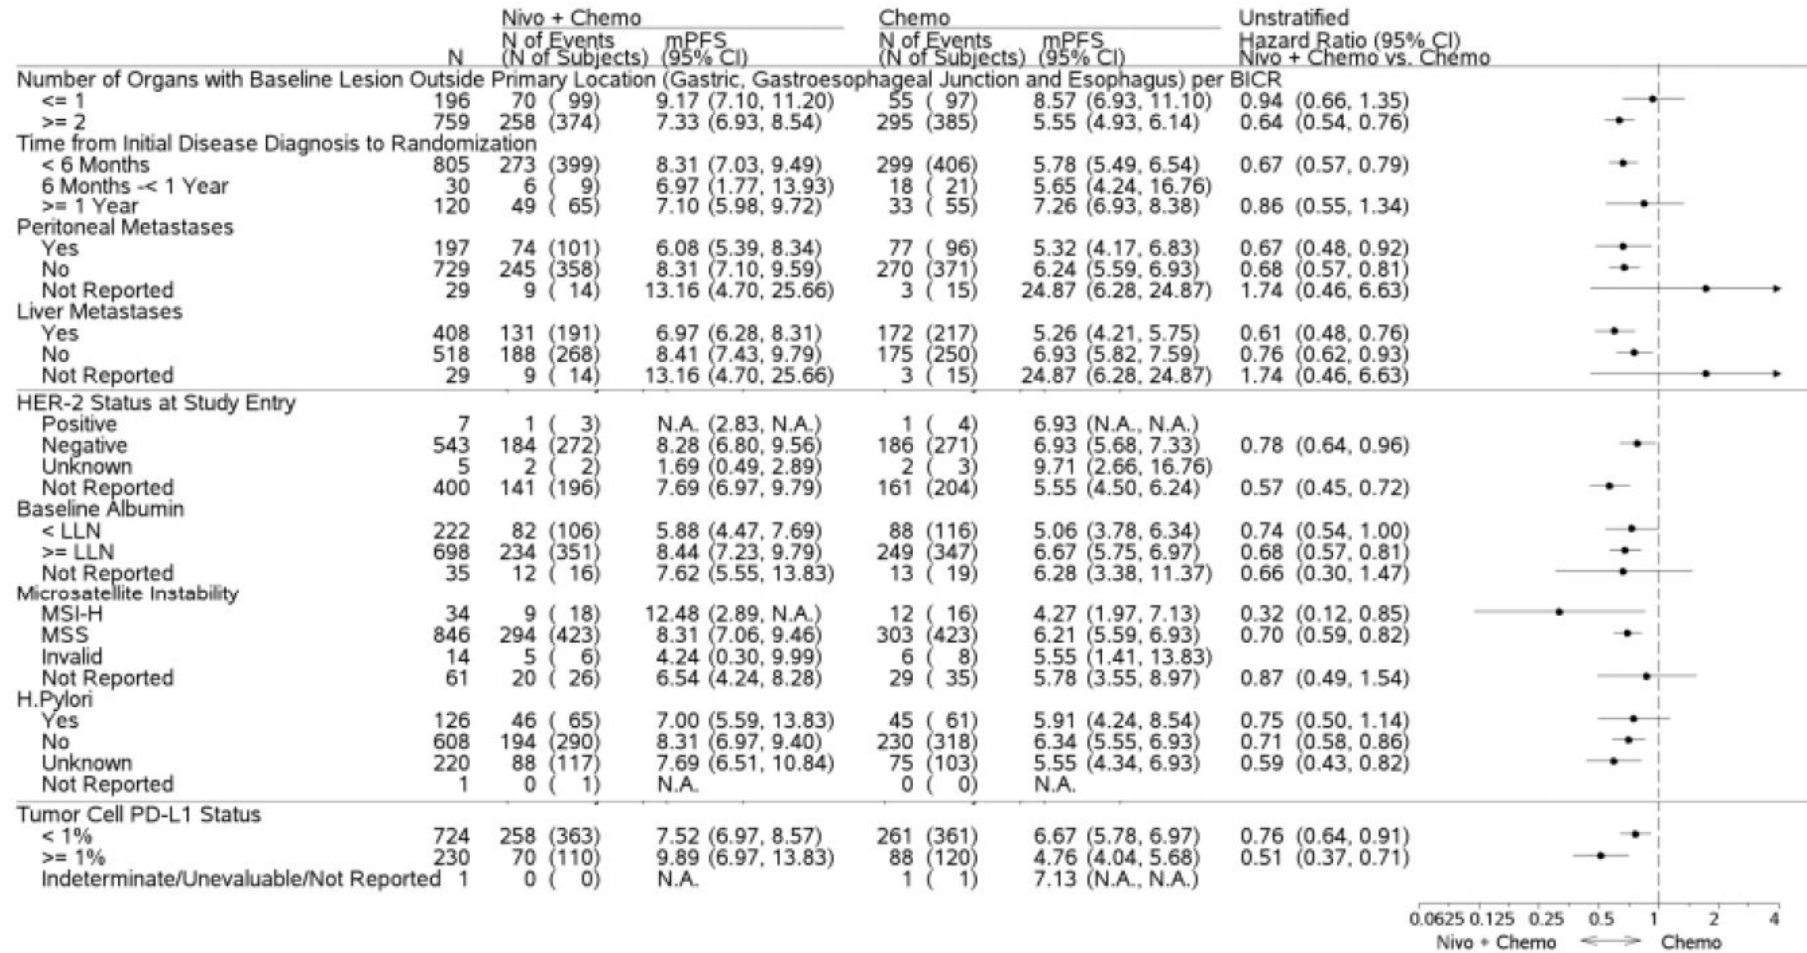 Nivo + Chemo Chemo Unstratified
N of Events mPFS N of Events mPFS Hazard Ratio (95% CI)
N (N of Subjects) (95% CI) (N of Subjects) (95% CI) Nivo + Chemo vs. Chemo
Number of Organs with Baseline Lesion Outside Primary Location (Gastric, Gastroesophageal Junction and Esophagus) per BICR
<= 1 196 70 ( 99) 9.17 (7.10, 11.20) 55 ( 97) 8.57 (6.93, 11.10) 0.94 (0.66, 1.35)
>= 2 759 258 (374) 7.33 (6.93, 8.54) 295 (385) 5.55 (4.93, 6.14) 0.64 (0.54, 0.76)
Time from Initial Disease Diagnosis to Randomization
< 6 Months 805 273 (399) 8.31 (7.03, 9.49) 299 (406) 5.78 (5.49, 6.54) 0.67 (0.57, 0.79)
6 Months -< 1 Year 30 6 ( 9) 6.97 (1.77, 13.93) 18 ( 21) 5.65 (4.24, 16.76)
>= 1 Year 120 49 ( 65) 7.10 (5.98, 9.72) 33 ( 55) 7.26 (6.93, 8.38) 0.86 (0.55, 1.34)
Peritoneal Metastases
Yes 197 74 (101) 6.08 (5.39, 8.34) 77 ( 96) 5.32 (4.17, 6.83) 0.67 (0.48, 0.92)
No 729 245 (358) 8.31 (7.10, 9.59) 270 (371) 6.24 (5.59, 6.93) 0.68 (0.57, 0.81)
Not Reported 29 9 ( 14) 13.16 (4.70, 25.66) 3 ( 15) 24.87 (6.28, 24.87) 1.74 (0.46, 6.63)
Liver Metastases
Yes 408 131 (191) 6.97 (6.28, 8.31) 172 (217) 5.26 (4.21, 5.75) 0.61 (0.48, 0.76)
No 518 188 (268) 8.41 (7.43, 9.79) 175 (250) 6.93 (5.82, 7.59) 0.76 (0.62, 0.93)
Not Reported 29 9 ( 14) 13.16 (4.70, 25.66) 3 ( 15) 24.87 (6.28, 24.87) 1.74 (0.46, 6.63)
HER-2 Status at Study Entry
Positive 7 1 ( 3) N.A. (2.83, N.A.) 1 ( 4) 6.93 (N.A., N.A.)
Negative 543 184 (272) 8.28 (6.80, 9.56) 186 (271) 6.93 (5.68, 7.33) 0.78 (0.64, 0.96)
Unknown 5 2 ( 2) 1.69 (0.49, 2.89) 2 ( 3) 9.71 (2.66, 16.76)
Not Reported 400 141 (196) 7.69 (6.97, 9.79) 161 (204) 5.55 (4.50, 6.24) 0.57 (0.45, 0.72)
Baseline Albumin
< LLN 222 82 (106) 5.88 (4.47, 7.69) 88 (116) 5.06 (3.78, 6.34) 0.74 (0.54, 1.00)
>= LLN 698 234 (351) 8.44 (7.23, 9.79) 249 (347) 6.67 (5.75, 6.97) 0.68 (0.57, 0.81)
Not Reported 35 12 ( 16) 7.62 (5.55, 13.83) 13 ( 19) 6.28 (3.38, 11.37) 0.66 (0.30, 1.47)
Microsatellite Instability
MSI-H 34 9 ( 18) 12.48 (2.89, N.A.) 12 ( 16) 4.27 (1.97, 7.13) 0.32 (0.12, 0.85)
MSS 846 294 (423) 8.31 (7.06, 9.46) 303 (423) 6.21 (5.59, 6.93) 0.70 (0.59, 0.82)
Invalid 14 5 ( 6) 4.24 (0.30, 9.99) 6 ( 8) 5.55 (1.41, 13.83)
Not Reported 61 20 ( 26) 6.54 (4.24, 8.28) 29 ( 35) 5.78 (3.55, 8.97) 0.87 (0.49, 1.54)
H.Pylori
Yes 126 46 ( 65) 7.00 (5.59, 13.83) 45 ( 61) 5.91 (4.24, 8.54) 0.75 (0.50, 1.14)
No 608 194 (290) 8.31 (6.97, 9.40) 230 (318) 6.34 (5.55, 6.93) 0.71 (0.58, 0.86)
Unknown 220 88 (117) 7.69 (6.51, 10.84) 75 (103) 5.55 (4.34, 6.93) 0.59 (0.43, 0.82)
Not Reported 1 0 ( 1) N.A. 0 ( 0) N.A.
Tumor Cell PD-L1 Status
< 1% 724 258 (363) 7.52 (6.97, 8.57) 261 (361) 6.67 (5.78, 6.97) 0.76 (0.64, 0.91)
>= 1% 230 70 (110) 9.89 (6.97, 13.83) 88 (120) 4.76 (4.04, 5.68) 0.51 (0.37, 0.71)
Indeterminate/Unevaluable/Not Reported 1 0 ( 0) N.A. 1 ( 1) 7.13 (N.A., N.A.)
0.0625 0.125 0.25 0.5 1 2 4
Nivo + Chemo Chemo